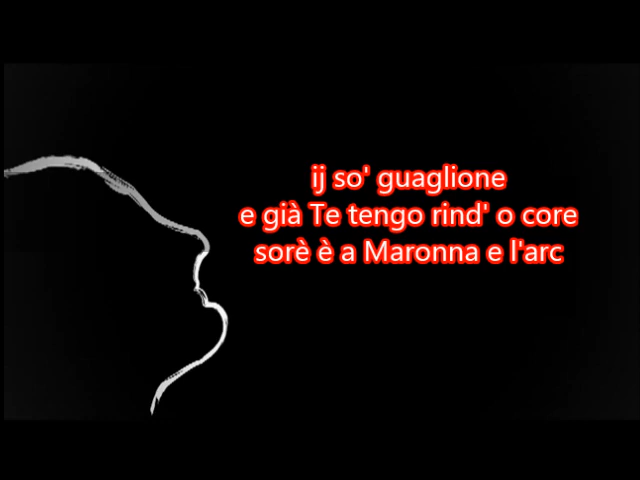 ij so' guaglione
e già Te tengo rind' o core
sorè è a Maronna e l'arc